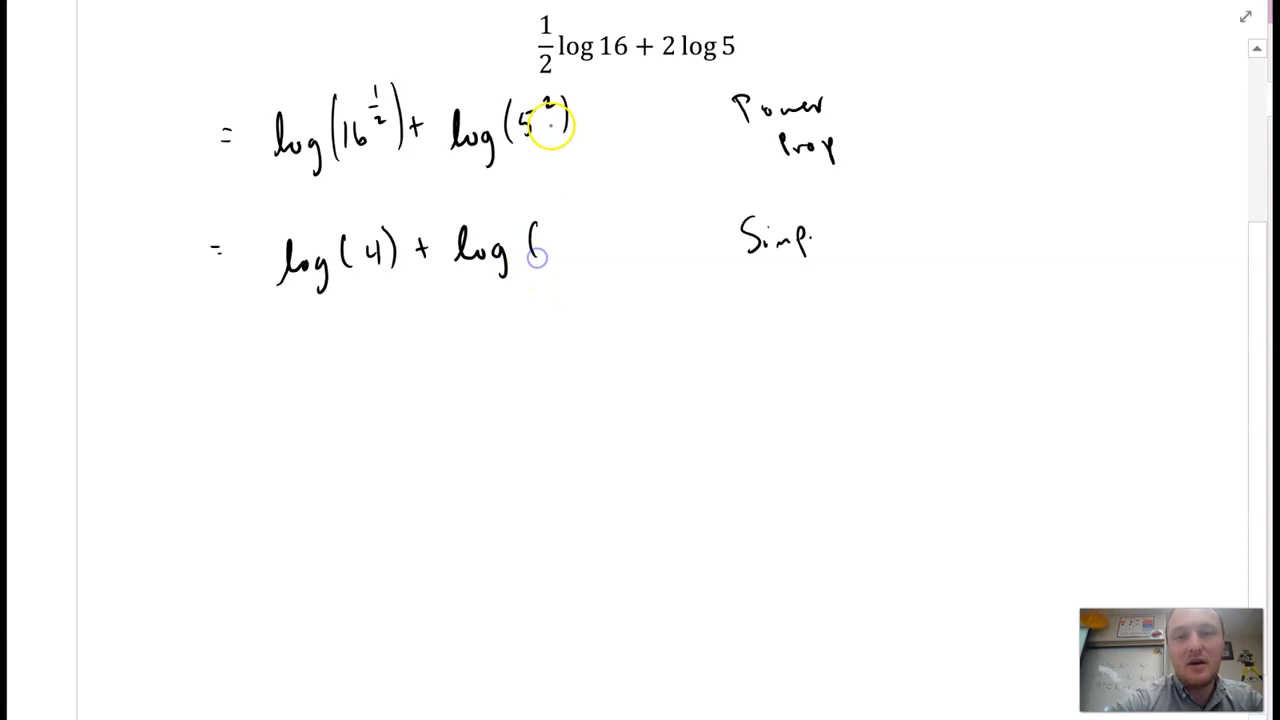 1/2 log 16 + 2 log 5
= log(16^1/2) + log(5^2) Power Prop
= log(4) + log( Simp.